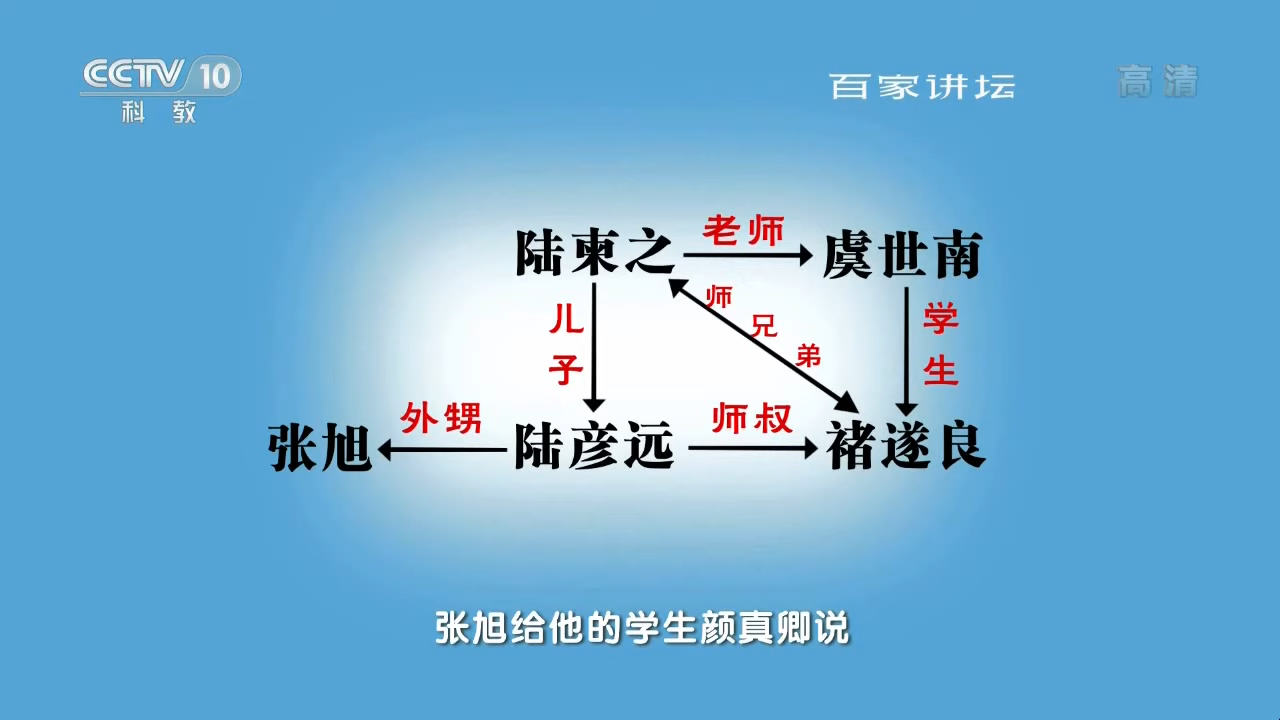 CCTV 10
科教
百家讲坛
高清
陆柬之
老师
虞世南
儿子
师兄弟
学生
张旭
外甥
陆彦远
师叔
褚遂良
张旭给他的学生颜真卿说